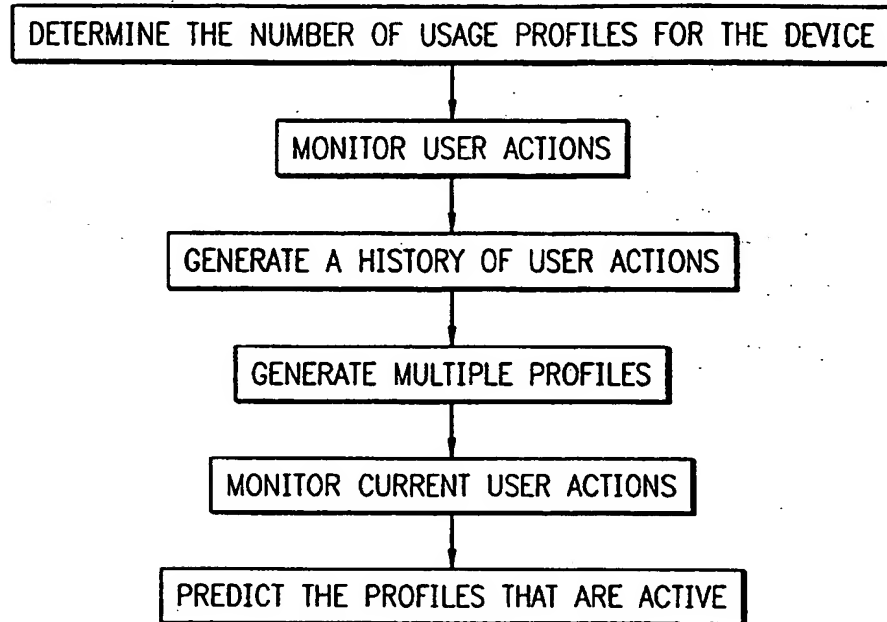 DETERMINE THE NUMBER OF USAGE PROFILES FOR THE DEVICE
MONITOR USER ACTIONS
GENERATE A HISTORY OF USER ACTIONS
GENERATE MULTIPLE PROFILES
MONITOR CURRENT USER ACTIONS
PREDICT THE PROFILES THAT ARE ACTIVE